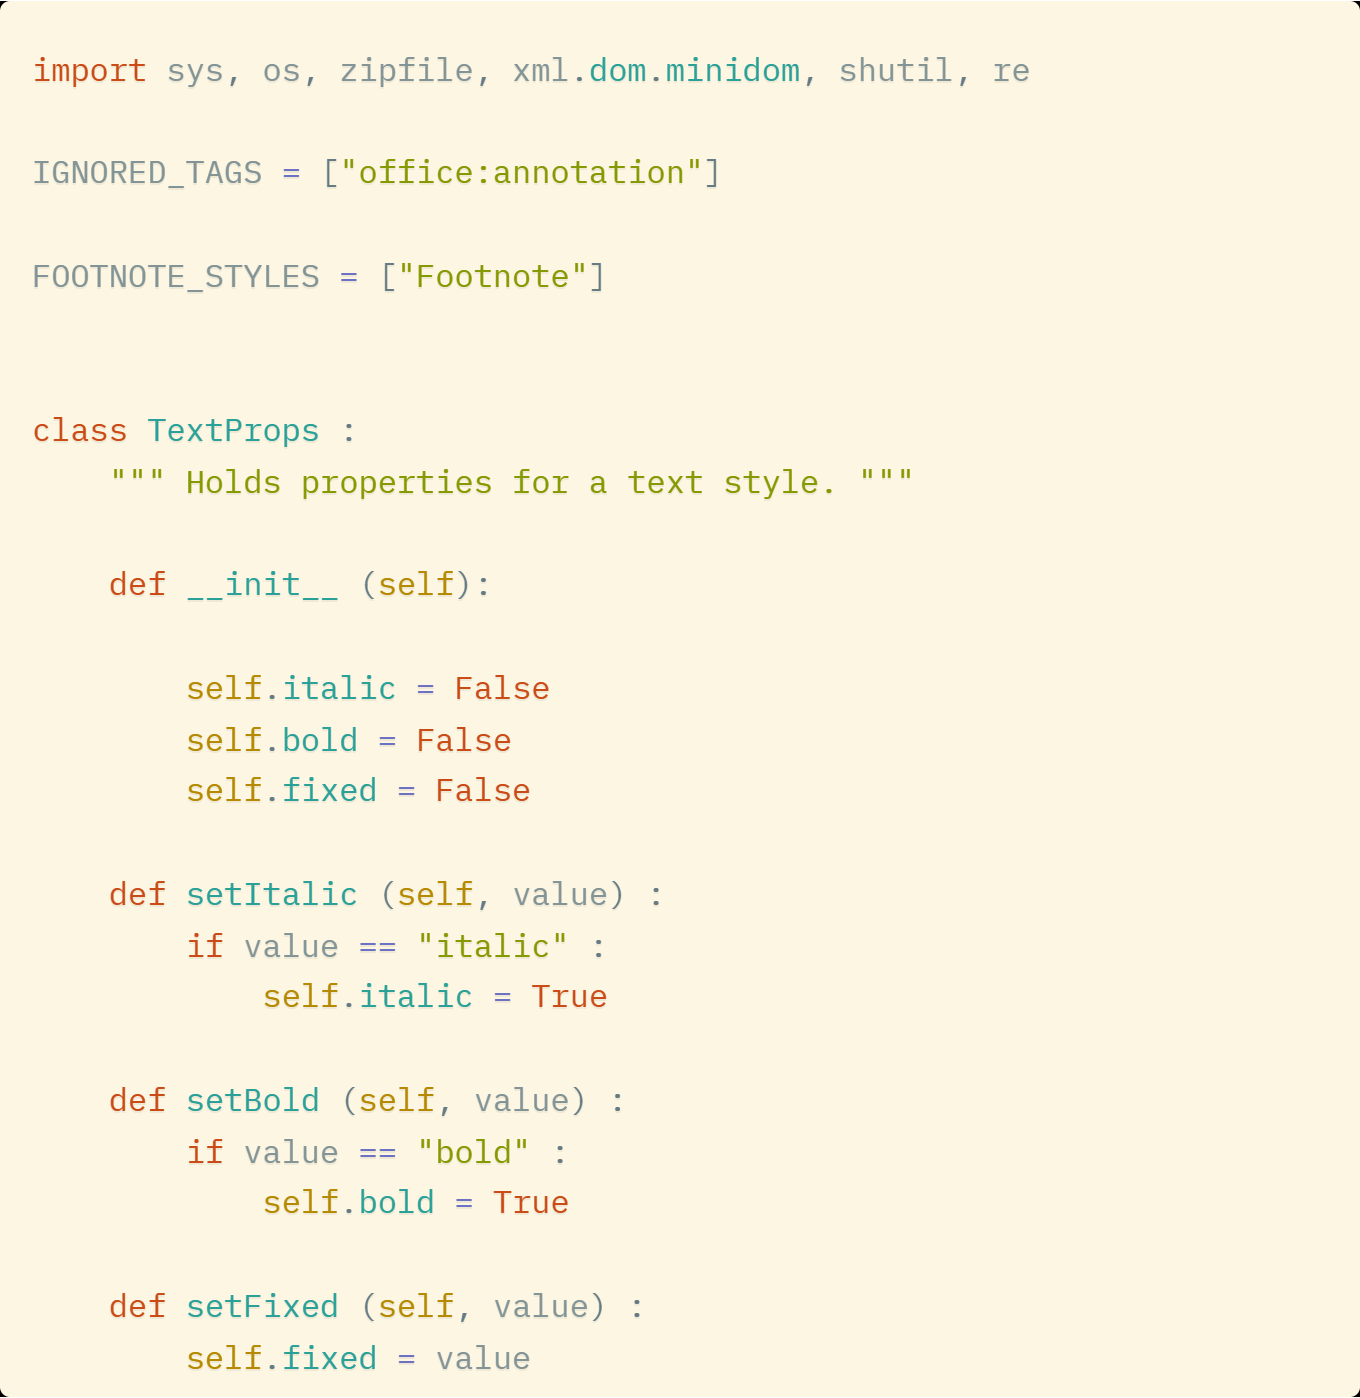 import sys, os, zipfile, xml.dom.minidom, shutil, re

IGNORED_TAGS = ["office:annotation"]

FOOTNOTE_STYLES = ["Footnote"]


class TextProps :
    """ Holds properties for a text style. """

    def __init__ (self):

        self.italic = False
        self.bold = False
        self.fixed = False

    def setItalic (self, value) :
        if value == "italic" :
            self.italic = True

    def setBold (self, value) :
        if value == "bold" :
            self.bold = True

    def setFixed (self, value) :
        self.fixed = value